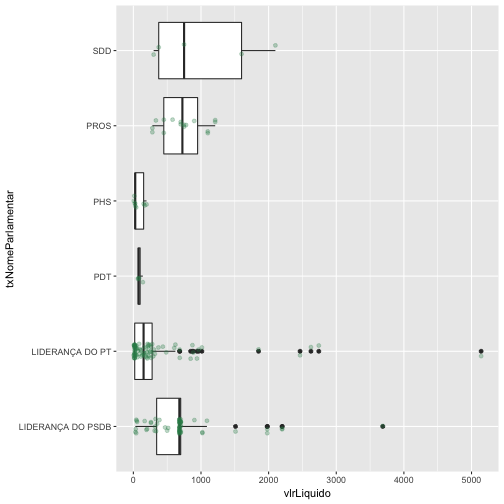 txNomeParlamentar
SDD
PROS
PHS
PDT
LIDERANÇA DO PT
LIDERANÇA DO PSDB
0 1000 2000 3000 4000 5000
vlrLiquido